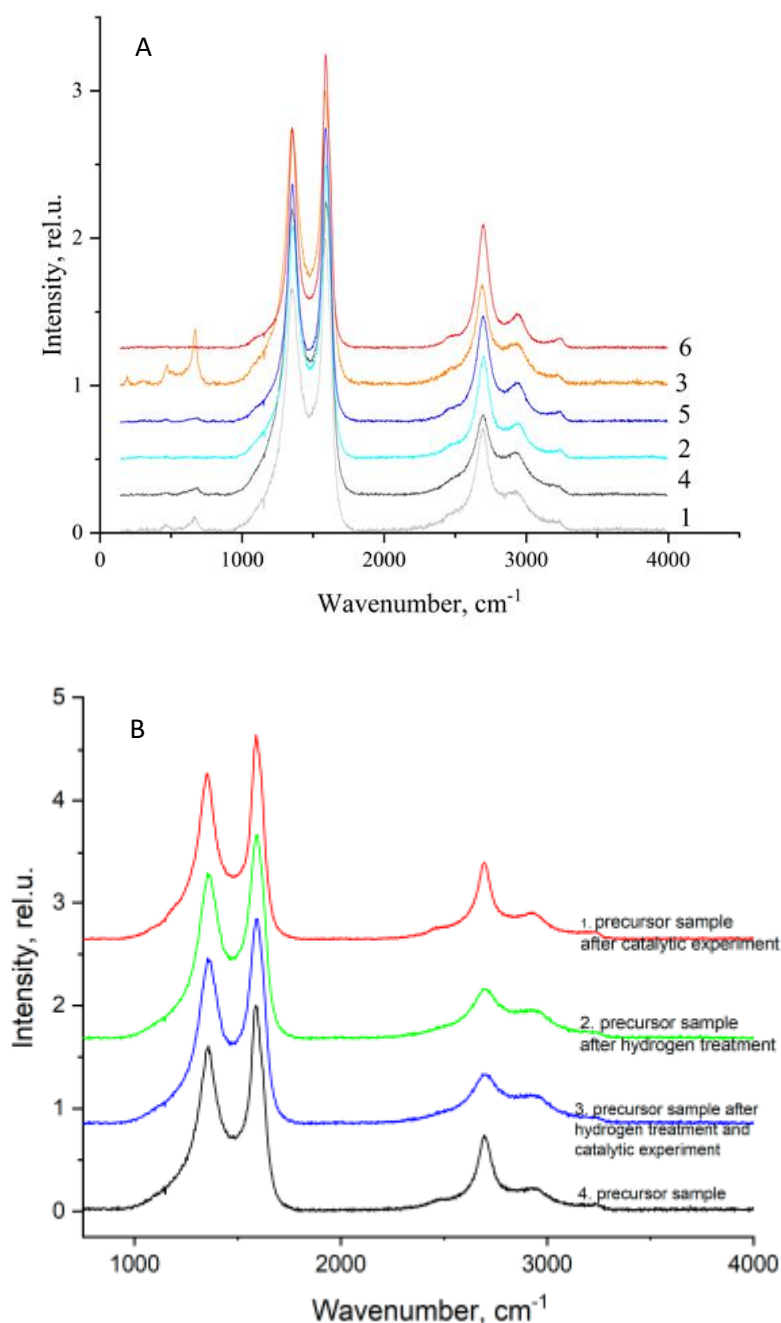 A
3
2
1
0
Intensity, rel.u.
6
3
5
2
4
1
0 1000 2000 3000 4000
Wavenumber, cm-1
B
5
4
3
2
1
0
Intensity, rel.u.
1. precursor sample
after catalytic experiment
2. precursor sample
after hydrogen treatment
3. precursor sample after
hydrogen treatment and
catalytic experiment
4. precursor sample
1000 2000 3000 4000
Wavenumber, cm-1